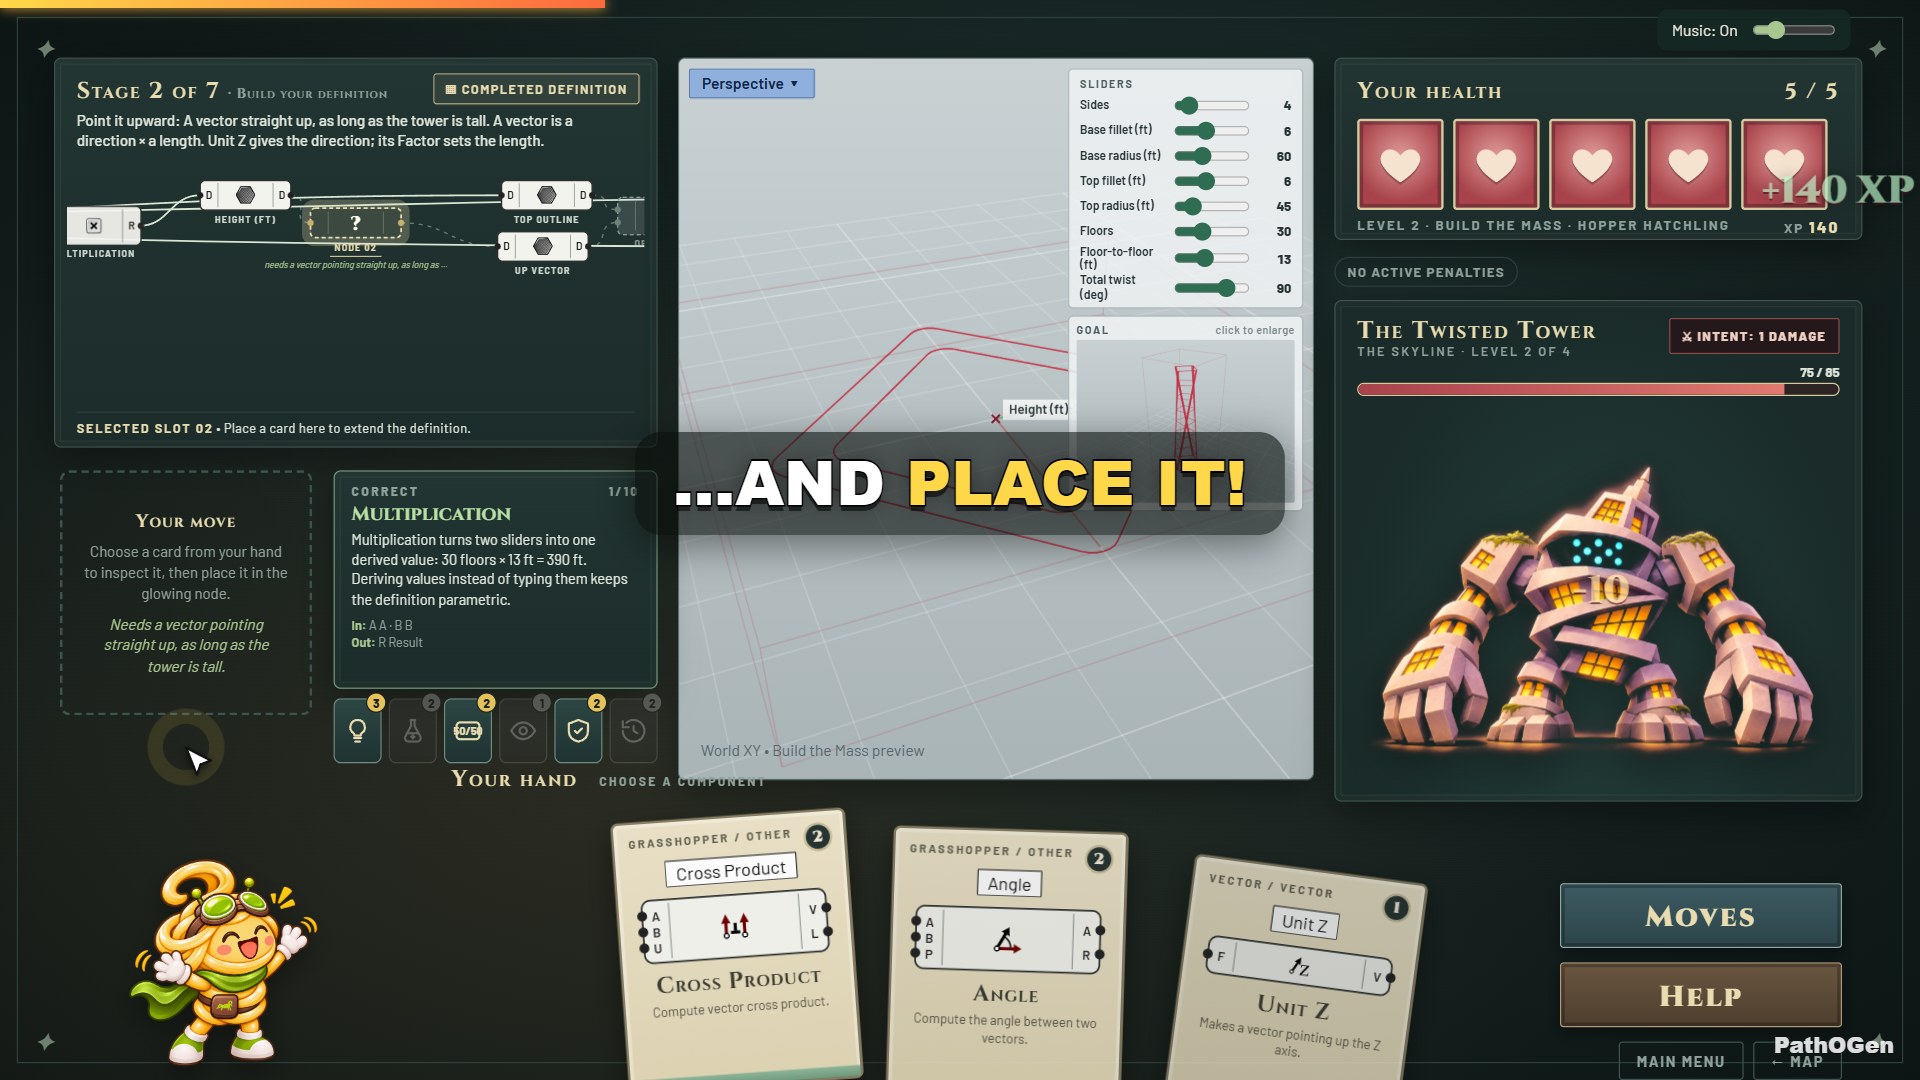 Music: On
STAGE 2 OF 7 · BUILD YOUR DEFINITION
COMPLETED DEFINITION
Point it upward: A vector straight up, as long as the tower is tall. A vector is a
direction × a length. Unit Z gives the direction; its Factor sets the length.
R
LTIPLICATION
D D
HEIGHT (FT)
?
NODE 02
needs a vector pointing straight up, as long as ...
D D
TOP OUTLINE
D D
UP VECTOR
SELECTED SLOT 02 • Place a card here to extend the definition.
YOUR MOVE
Choose a card from your hand
to inspect it, then place it in the
glowing node.
Needs a vector pointing
straight up, as long as the
tower is tall.
CORRECT 1/10
MULTIPLICATION
Multiplication turns two sliders into one
derived value: 30 floors × 13 ft = 390 ft.
Deriving values instead of typing them keeps
the definition parametric.
In: A A · B B
Out: R Result
3 2 2 1 2 2
50/50
YOUR HAND CHOOSE A COMPONENT
Perspective ▼
SLIDERS
Sides 4
Base fillet (ft) 6
Base radius (ft) 60
Top fillet (ft) 6
Top radius (ft) 45
Floors 30
Floor-to-floor
(ft) 13
Total twist
(deg) 90
GOAL click to enlarge
Height (ft)
...AND PLACE IT!
World XY • Build the Mass preview
YOUR HEALTH 5 / 5
+140 XP
LEVEL 2 · BUILD THE MASS · HOPPER HATCHLING XP 140
NO ACTIVE PENALTIES
THE TWISTED TOWER
INTENT: 1 DAMAGE
THE SKYLINE · LEVEL 2 OF 4
75 / 85
-10
GRASSHOPPER / OTHER 2
Cross Product
A B U V L
CROSS PRODUCT
Compute vector cross product.
GRASSHOPPER / OTHER 2
Angle
A B P A R
ANGLE
Compute the angle between two
vectors.
VECTOR / VECTOR 1
Unit Z
F Z V
UNIT Z
Makes a vector pointing up the Z
axis.
MOVES
HELP
MAIN MENU
← MAP
PathOGen